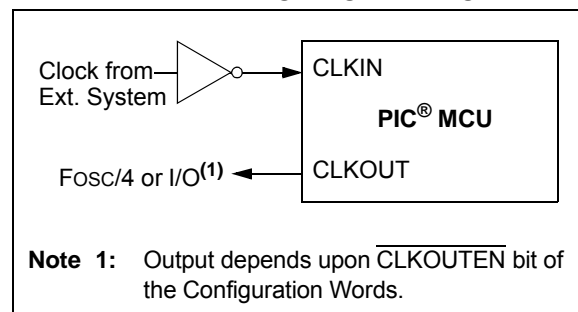 Clock from
Ext. System
CLKIN
PIC® MCU
FOSC/4 or I/O(1)
CLKOUT
Note 1: Output depends upon C̅L̅K̅O̅U̅T̅E̅N̅ bit of
the Configuration Words.